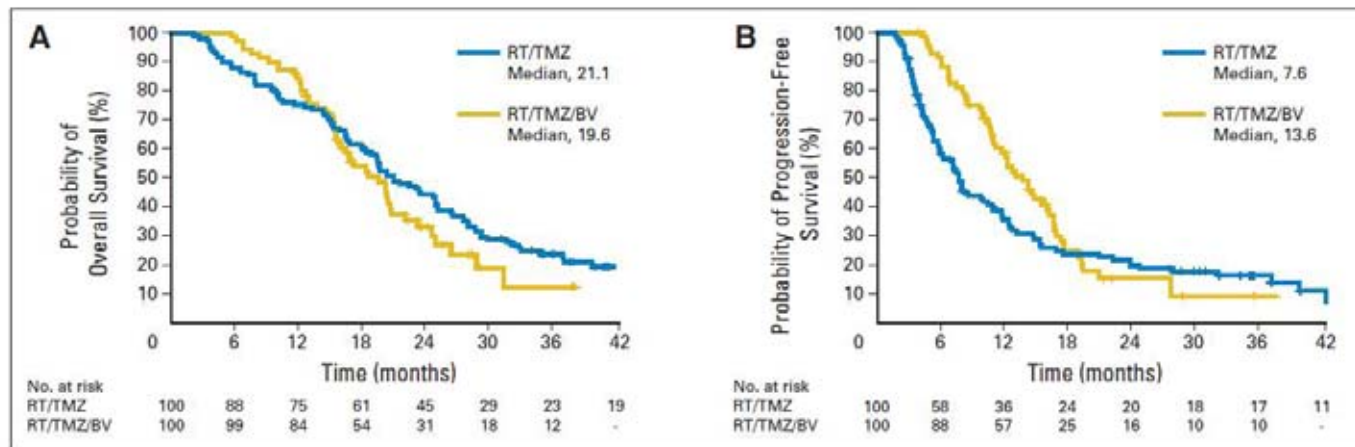 A
Probability of
Overall Survival (%)
100
90
80
70
60
50
40
30
20
10
0
6
12
18
24
30
36
42
Time (months)
RT/TMZ
Median, 21.1
RT/TMZ/BV
Median, 19.6
No. at risk
RT/TMZ 100 88 75 61 45 29 23 19
RT/TMZ/BV 100 99 84 54 31 18 12 -
B
Probability of Progression-Free
Survival (%)
100
90
80
70
60
50
40
30
20
10
0
6
12
18
24
30
36
42
Time (months)
RT/TMZ
Median, 7.6
RT/TMZ/BV
Median, 13.6
No. at risk
RT/TMZ 100 58 36 24 20 18 17 11
RT/TMZ/BV 100 88 57 25 16 10 10 -